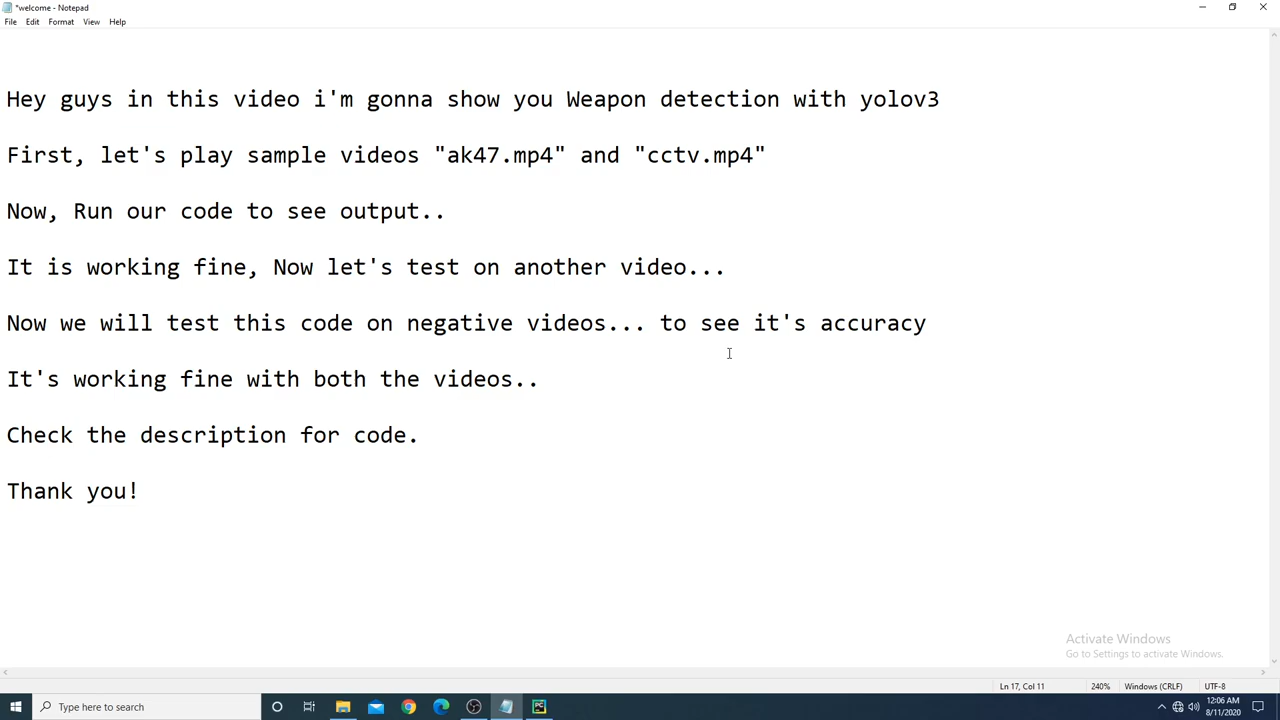 *welcome - Notepad
File Edit Format View Help
Hey guys in this video i'm gonna show you Weapon detection with yolov3
First, let's play sample videos "ak47.mp4" and "cctv.mp4"
Now, Run our code to see output..
It is working fine, Now let's test on another video...
Now we will test this code on negative videos... to see it's accuracy
It's working fine with both the videos..
Check the description for code.
Thank you!
Activate Windows
Go to Settings to activate Windows.
Ln 17, Col 11 240% Windows (CRLF) UTF-8
Type here to search
12:06 AM
8/11/2020